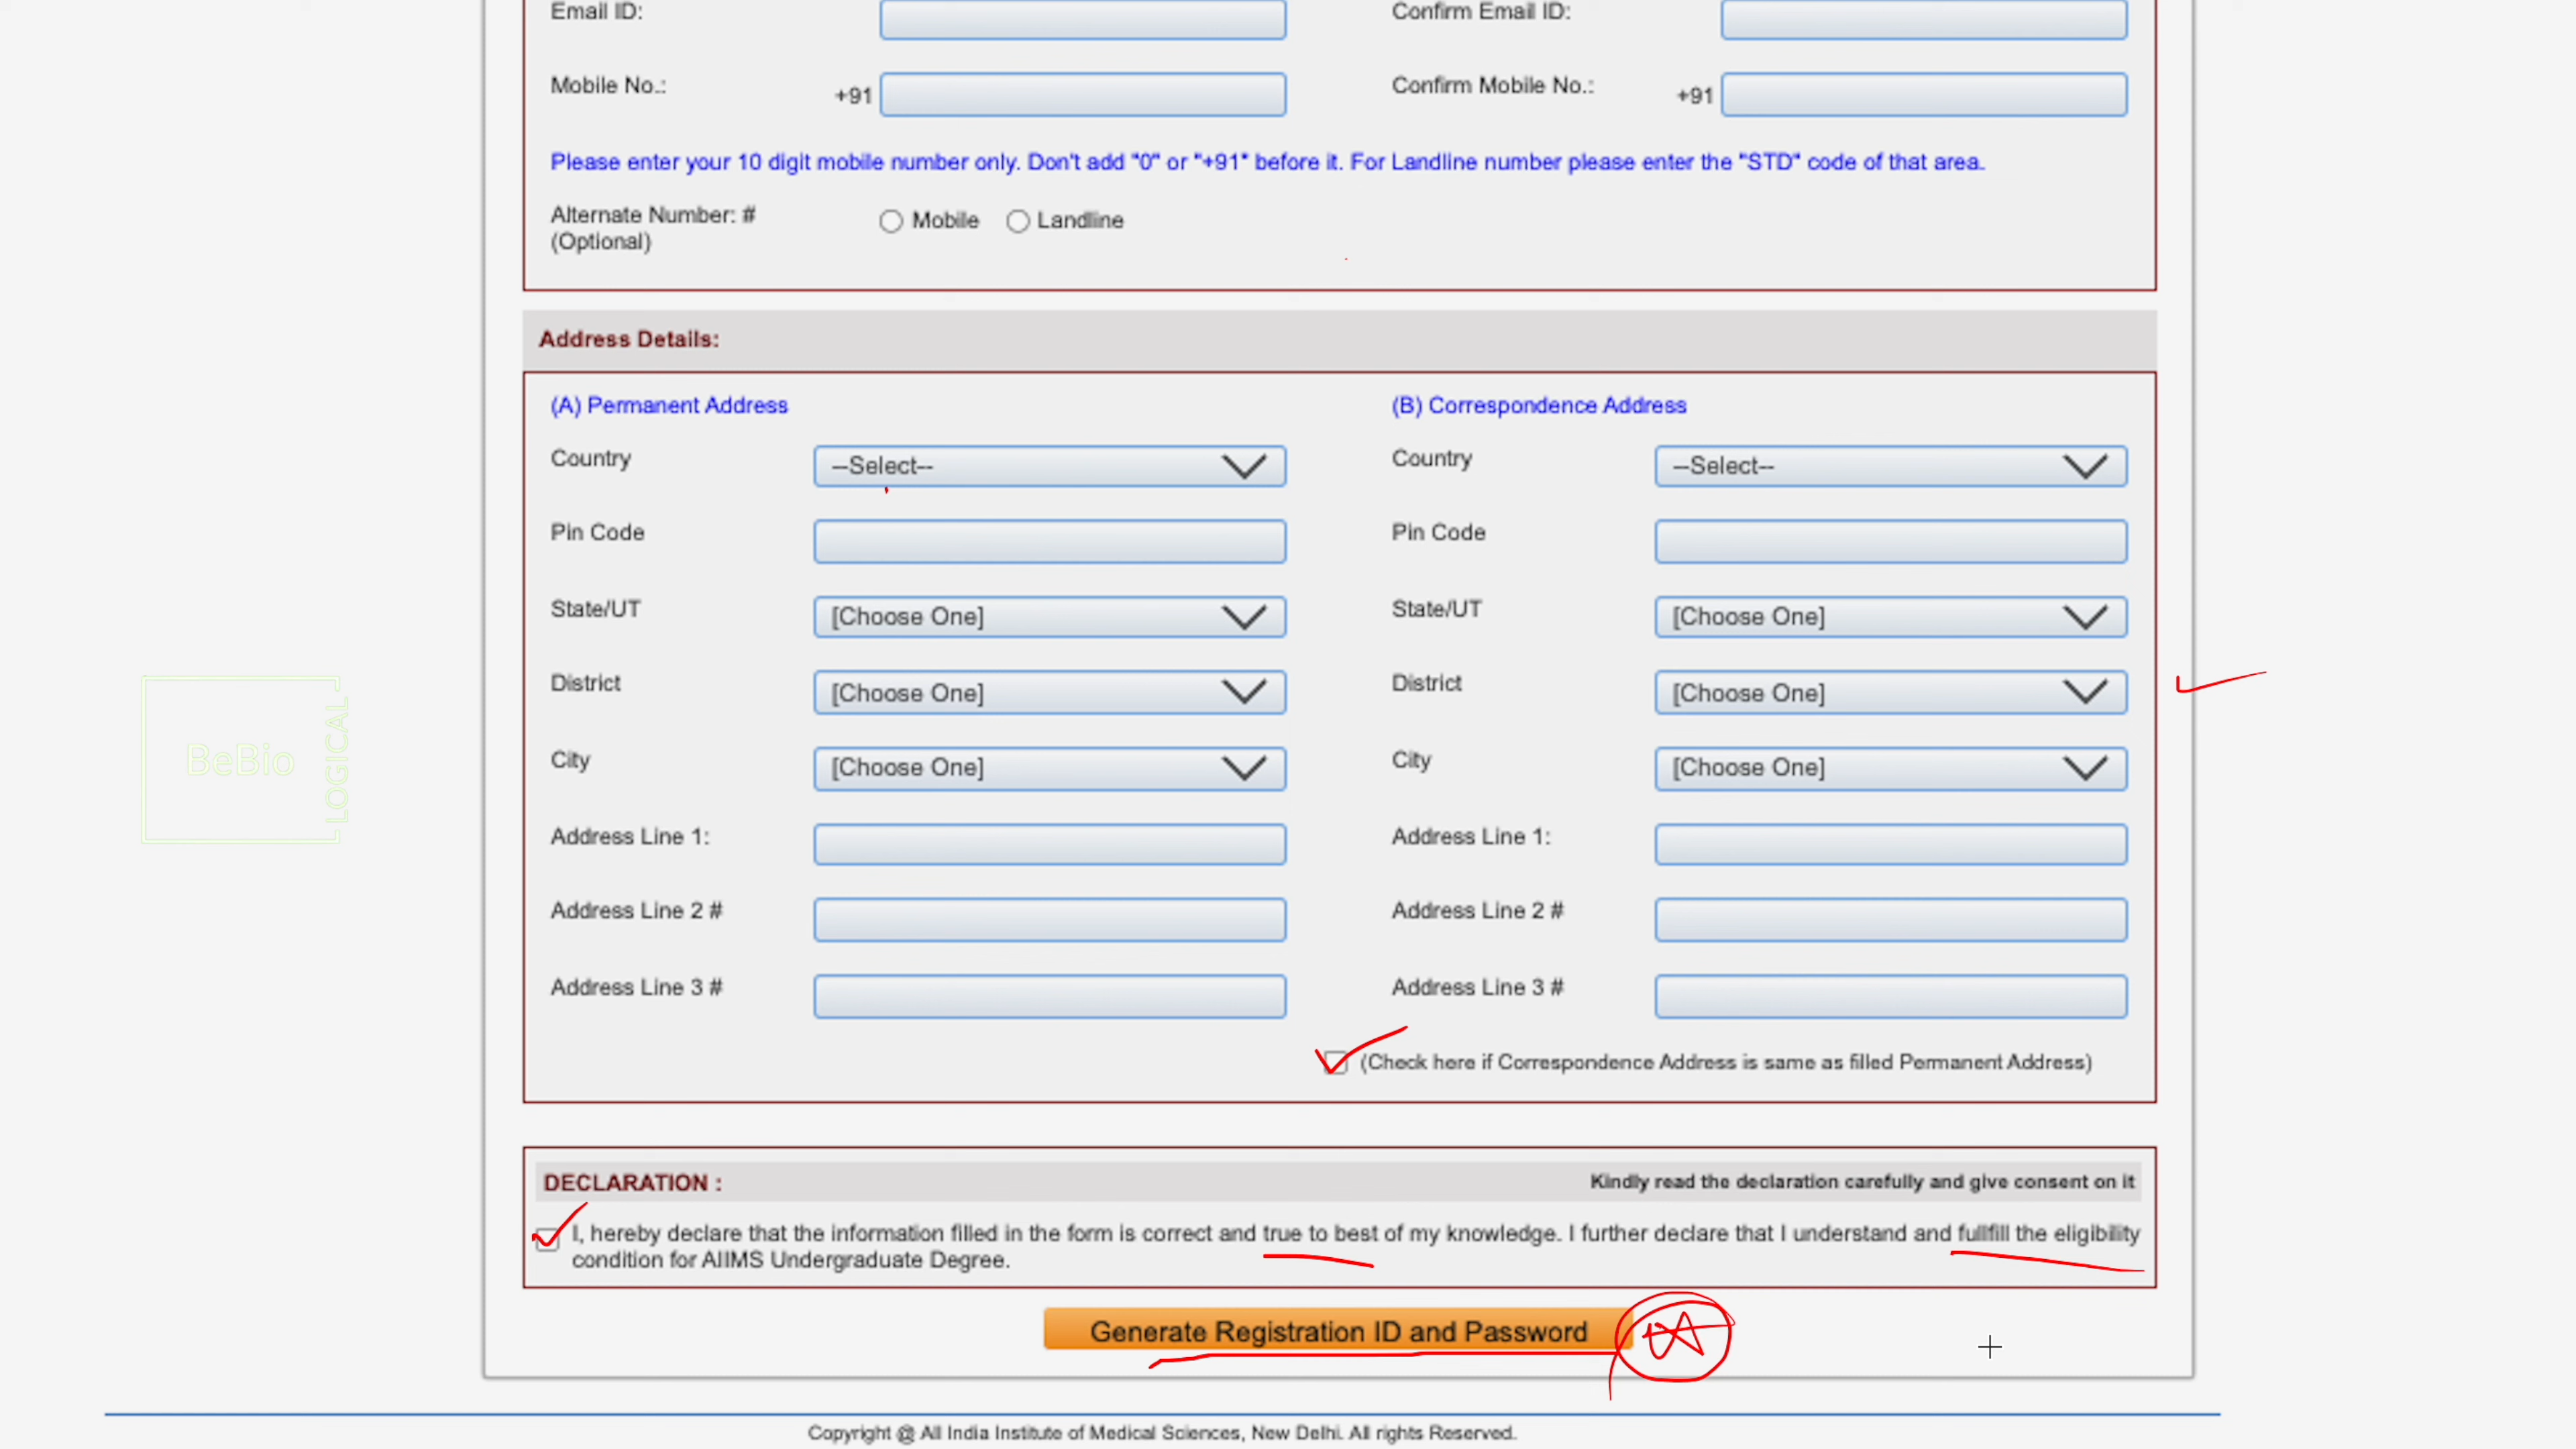 Email ID:
Confirm Email ID:
Mobile No.: +91
Confirm Mobile No.: +91
Please enter your 10 digit mobile number only. Don't add "0" or "+91" before it. For Landline number please enter the "STD" code of that area.
Alternate Number: #
(Optional)
Mobile Landline
Address Details:
(A) Permanent Address
(B) Correspondence Address
Country --Select--
Country --Select--
Pin Code
Pin Code
State/UT [Choose One]
State/UT [Choose One]
District [Choose One]
District [Choose One]
City [Choose One]
City [Choose One]
Address Line 1:
Address Line 1:
Address Line 2 #
Address Line 2 #
Address Line 3 #
Address Line 3 #
(Check here if Correspondence Address is same as filled Permanent Address)
BeBio
LOGICAL
DECLARATION :
Kindly read the declaration carefully and give consent on it
I, hereby declare that the information filled in the form is correct and true to best of my knowledge. I further declare that I understand and fullfill the eligibility
condition for AIIMS Undergraduate Degree.
Generate Registration ID and Password
Copyright @ All India Institute of Medical Sciences, New Delhi. All rights Reserved.